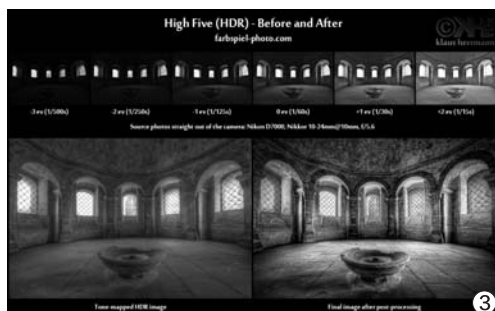 High Five (HDR) - Before and After
farbspiel-photo.com
klaus herrmann
-3 ev (1/500s)
-2 ev (1/250s)
-1 ev (1/125s)
0 ev (1/60s)
+1 ev (1/30s)
+2 ev (1/15s)
Source photos straight out of the camera: Nikon D7000, Nikkor 10-24mm@10mm, f/5.6
Tone-mapped HDR image
Final image after post-processing
3